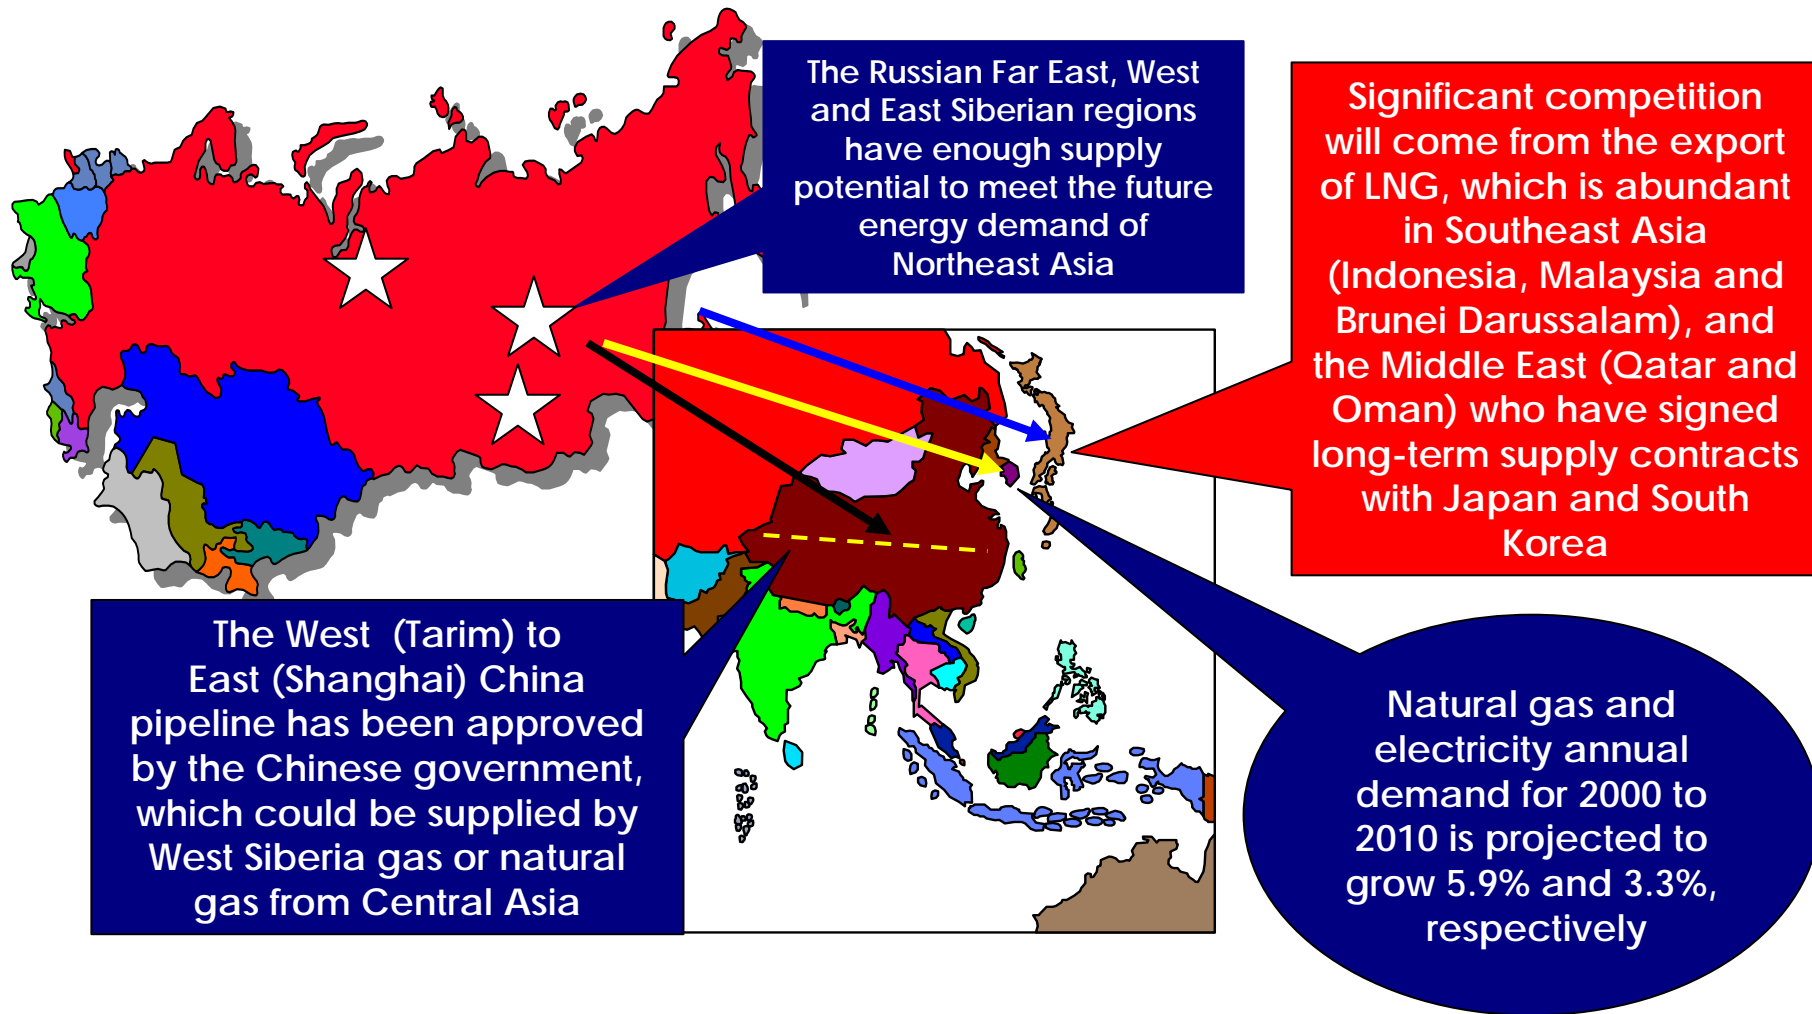 The Russian Far East, West
and East Siberian regions
have enough supply
potential to meet the future
energy demand of
Northeast Asia
Significant competition
will come from the export
of LNG, which is abundant
in Southeast Asia
(Indonesia, Malaysia and
Brunei Darussalam), and
the Middle East (Qatar and
Oman) who have signed
long-term supply contracts
with Japan and South
Korea
The West (Tarim) to
East (Shanghai) China
pipeline has been approved
by the Chinese government,
which could be supplied by
West Siberia gas or natural
gas from Central Asia
Natural gas and
electricity annual
demand for 2000 to
2010 is projected to
grow 5.9% and 3.3%,
respectively